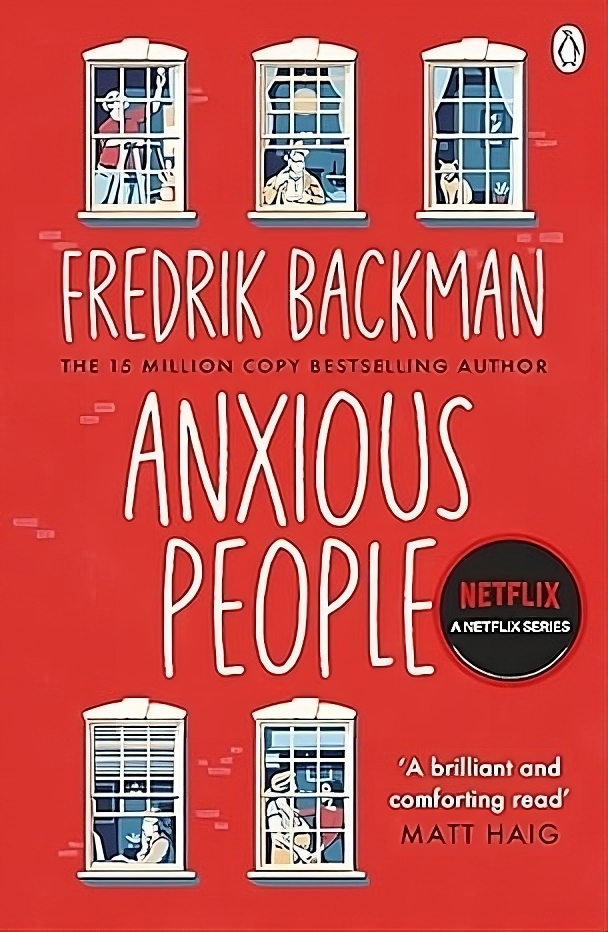 FREDRIK BACKMAN
THE 15 MILLION COPY BESTSELLING AUTHOR
ANXIOUS
PEOPLE
NETFLIX
A NETFLIX SERIES
‘A brilliant and
comforting read’
MATT HAIG